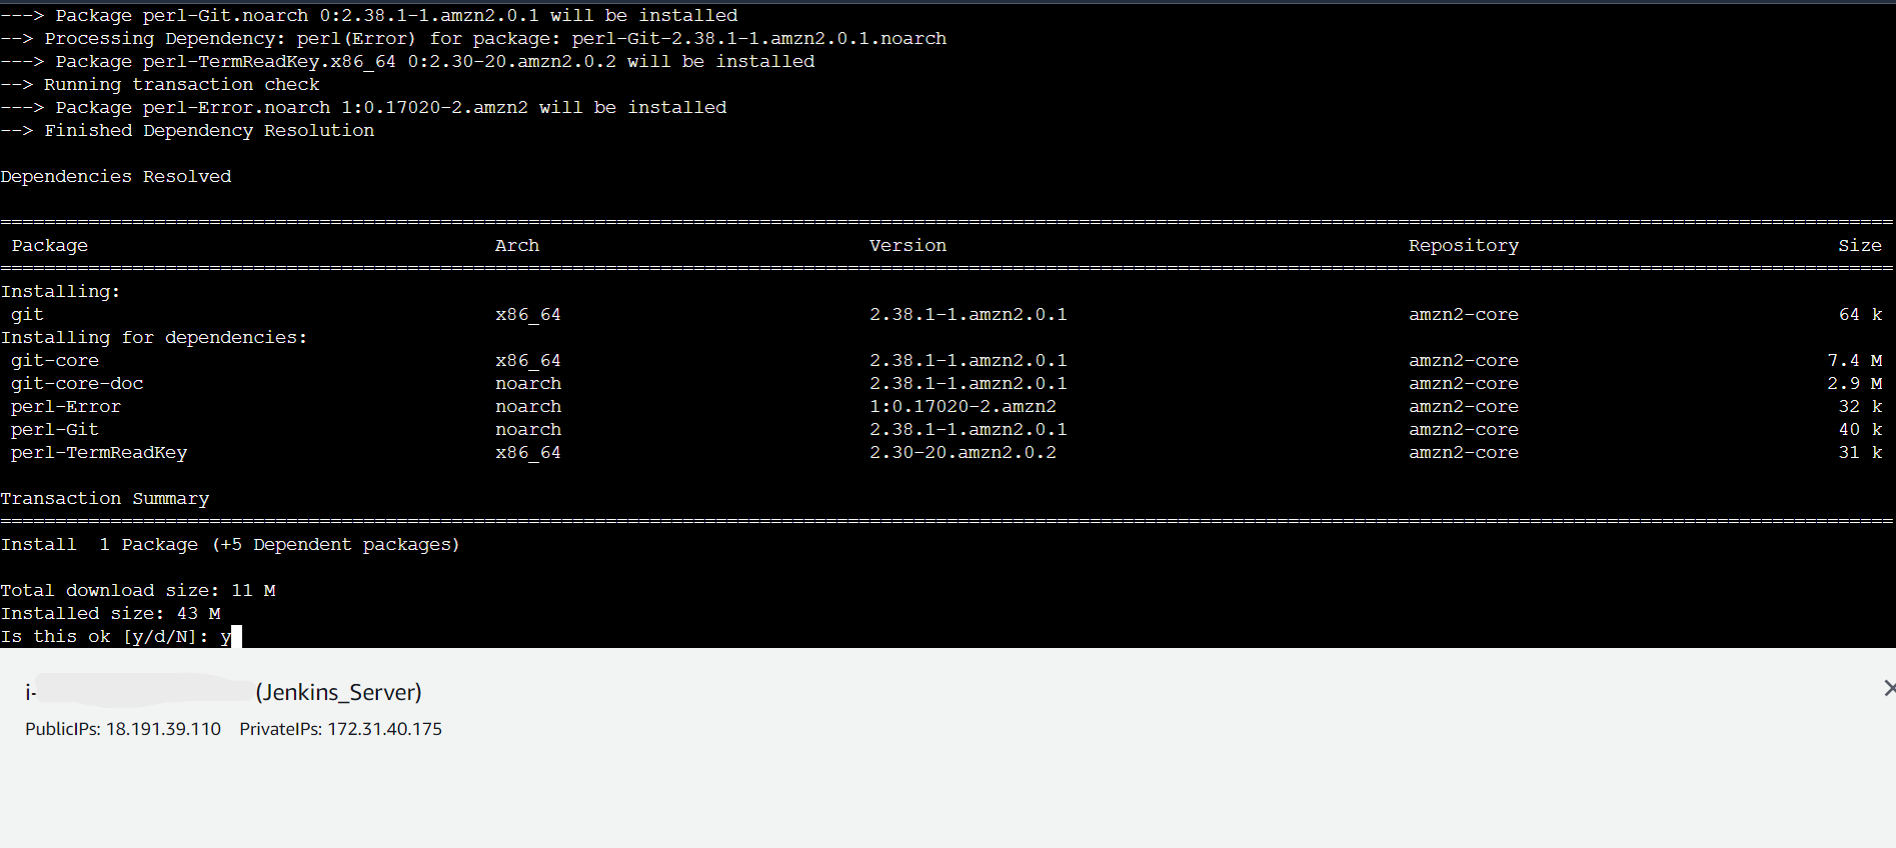 ---> Package perl-Git.noarch 0:2.38.1-1.amzn2.0.1 will be installed
--> Processing Dependency: perl(Error) for package: perl-Git-2.38.1-1.amzn2.0.1.noarch
---> Package perl-TermReadKey.x86_64 0:2.30-20.amzn2.0.2 will be installed
--> Running transaction check
---> Package perl-Error.noarch 1:0.17020-2.amzn2 will be installed
--> Finished Dependency Resolution
Dependencies Resolved
Package Arch Version Repository Size
Installing:
git x86_64 2.38.1-1.amzn2.0.1 amzn2-core 64 k
Installing for dependencies:
git-core x86_64 2.38.1-1.amzn2.0.1 amzn2-core 7.4 M
git-core-doc noarch 2.38.1-1.amzn2.0.1 amzn2-core 2.9 M
perl-Error noarch 1:0.17020-2.amzn2 amzn2-core 32 k
perl-Git noarch 2.38.1-1.amzn2.0.1 amzn2-core 40 k
perl-TermReadKey x86_64 2.30-20.amzn2.0.2 amzn2-core 31 k
Transaction Summary
Install  1 Package (+5 Dependent packages)
Total download size: 11 M
Installed size: 43 M
Is this ok [y/d/N]: y
i- (Jenkins_Server)
PublicIPs: 18.191.39.110 PrivateIPs: 172.31.40.175